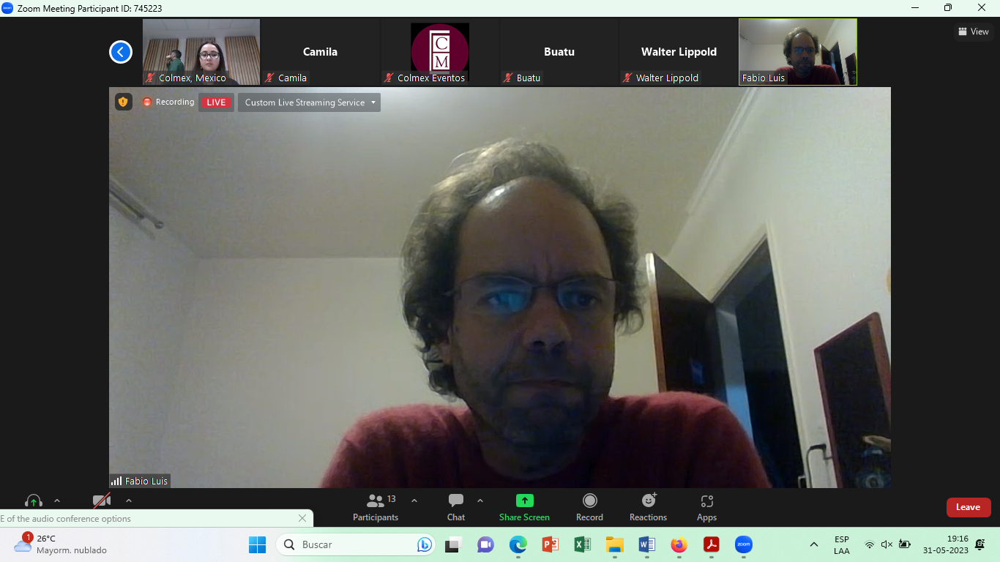 zoom Zoom Meeting Participant ID: 745223
Camila
Buatu
Walter Lippold
View
C
M
Colmex, Mexico
Camila
Colmex Eventos
Buatu
Walter Lippold
Fabio Luis
Recording LIVE Custom Live Streaming Service
Fabio Luis
13
Participants
Chat
Share Screen
Record
Reactions
Apps
Leave
E of the audio conference options
1
26°C
Mayorm. nublado
Buscar
zoom
ESP
LAA
19:16
31-05-2023